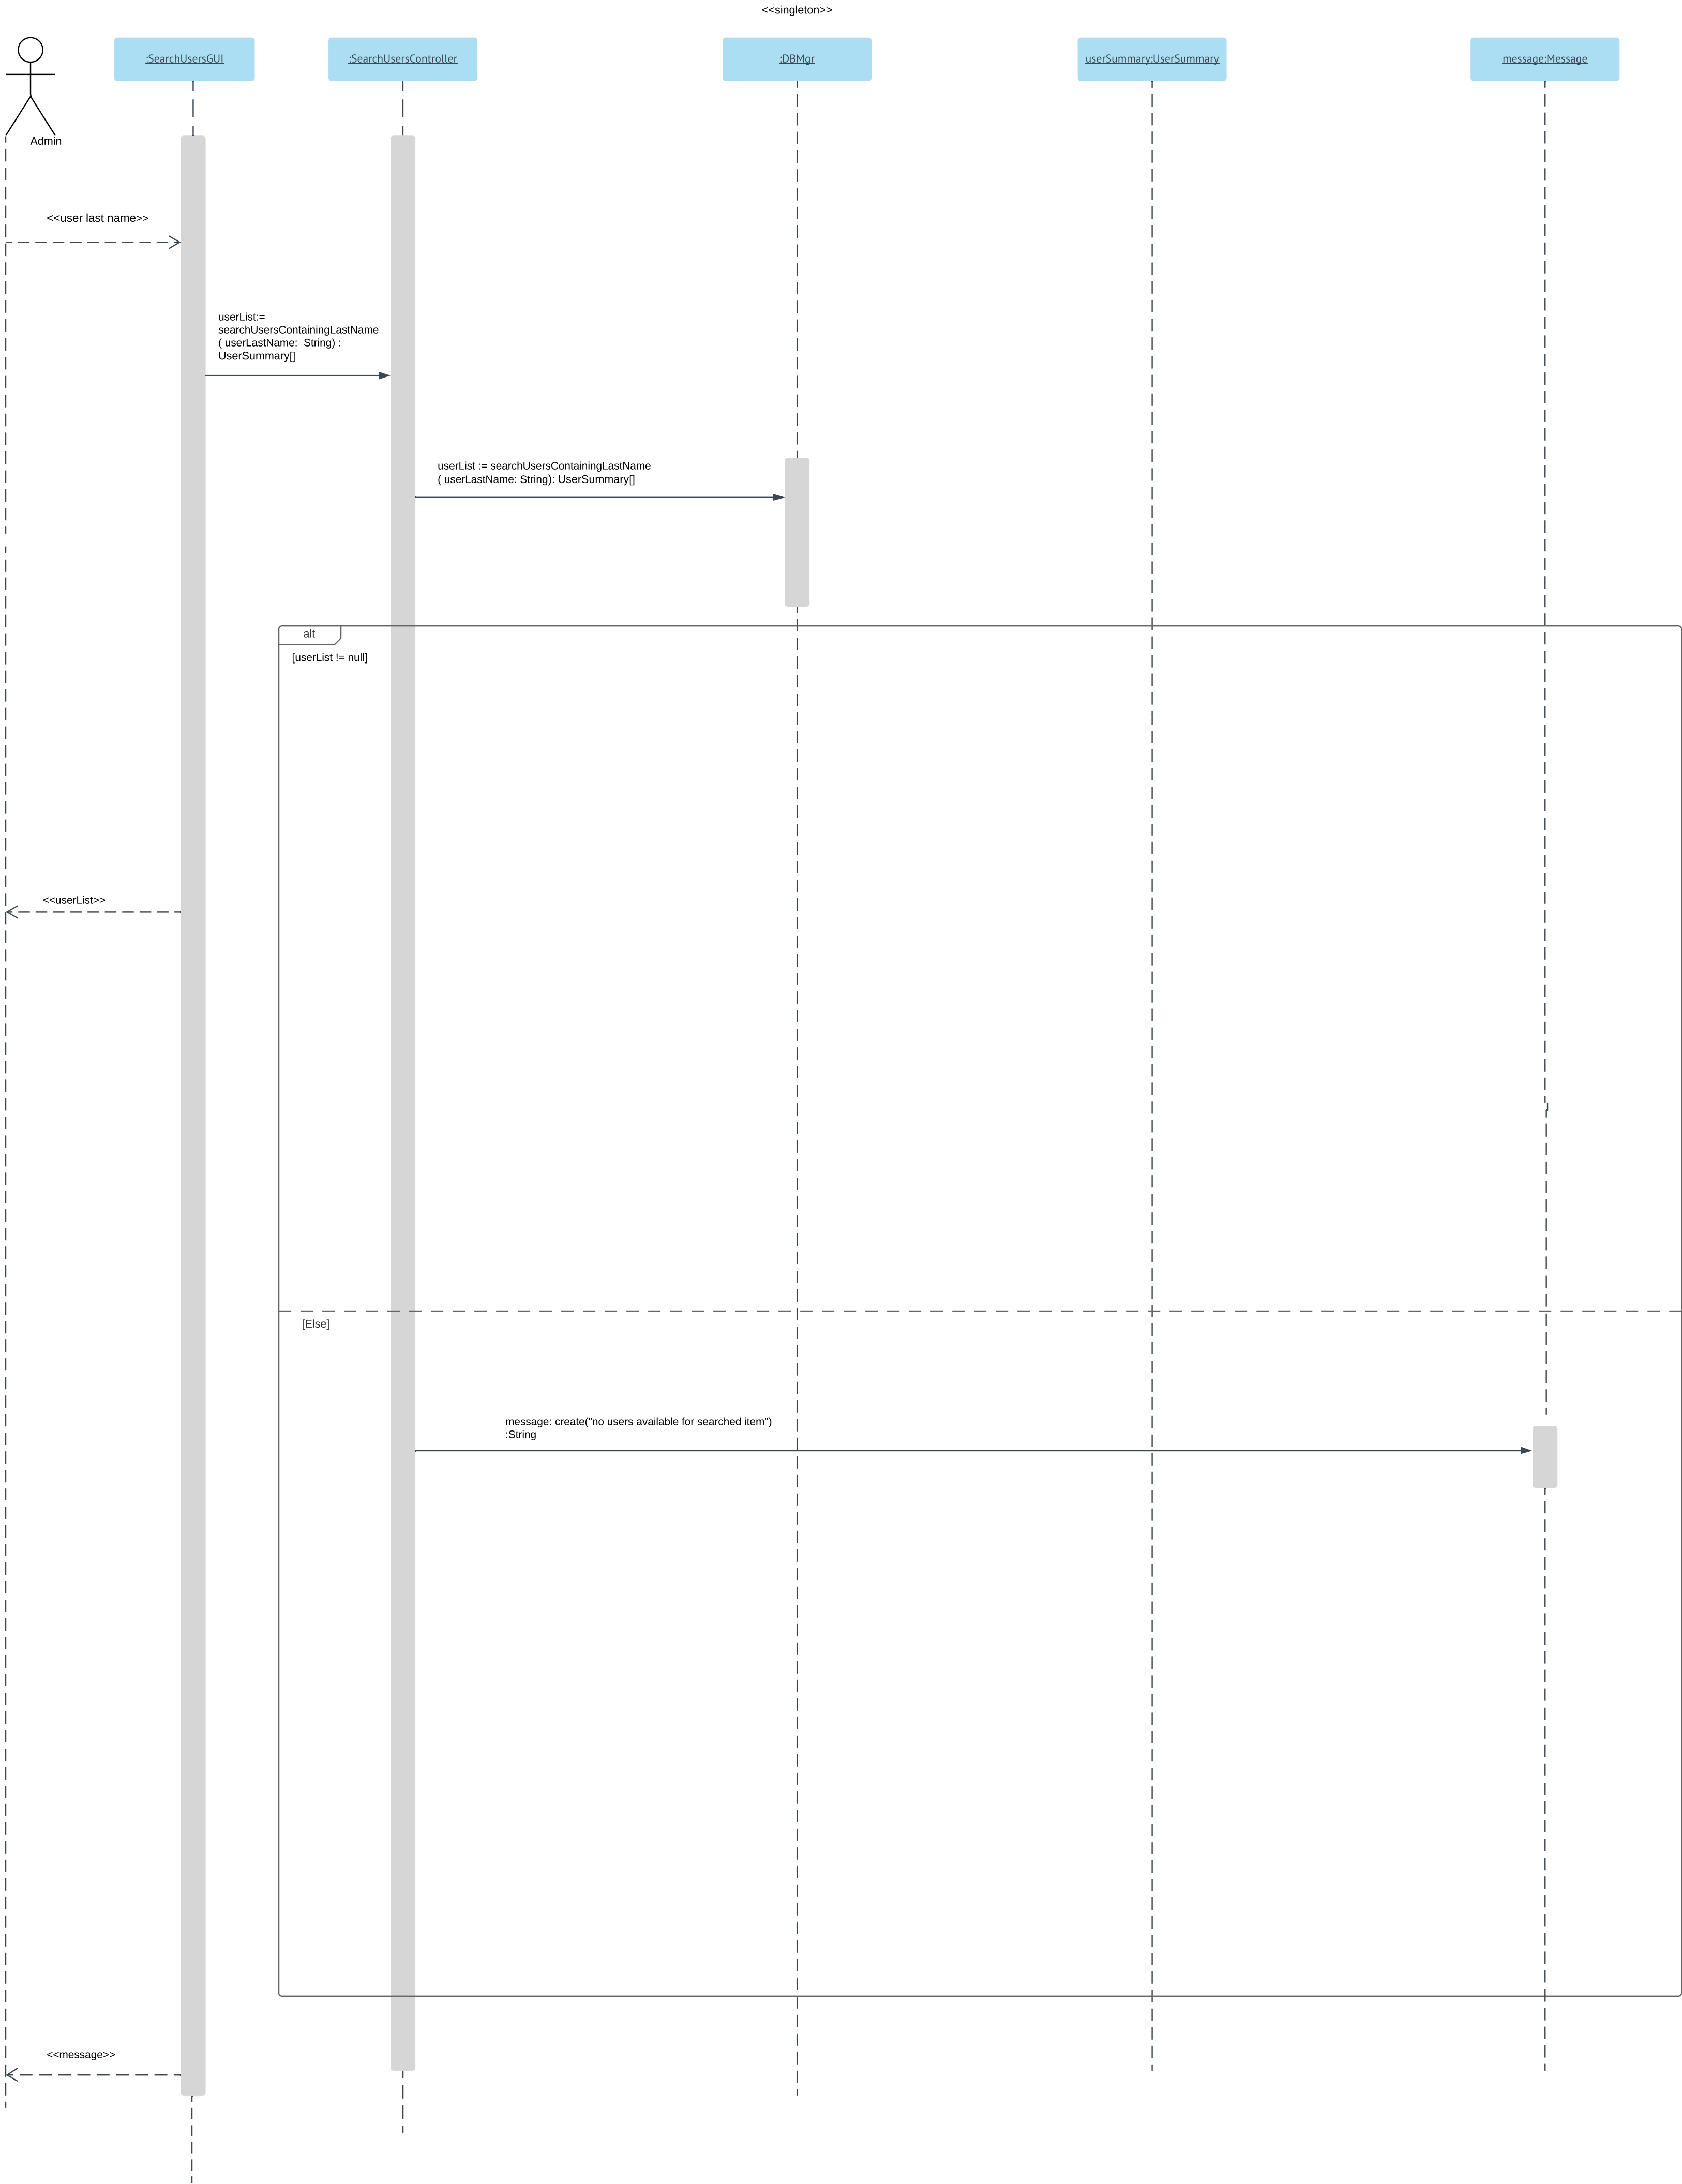 <<singleton>>
:SearchUsersGUI
:SearchUsersController
:DBMgr
userSummary:UserSummary
message:Message
Admin
<<user last name>>
userList:=
searchUsersContainingLastName
( userLastName:  String) :
UserSummary[]
userList := searchUsersContainingLastName
( userLastName: String): UserSummary[]
alt
[userList != null]
<<userList>>
[Else]
message: create("no users available for searched item")
:String
<<message>>